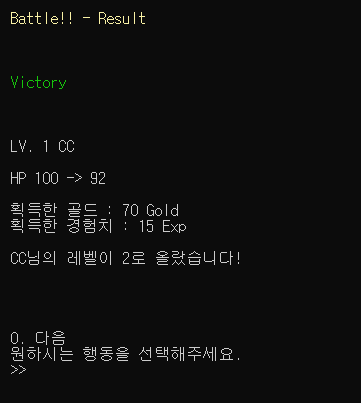 Battle!! - Result
Victory
LV. 1 CC
HP 100 -> 92
획득한 골드 : 70 Gold
획득한 경험치 : 15 Exp
CC님의 레벨이 2로 올랐습니다!
0. 다음
원하시는 행동을 선택해주세요.
>>